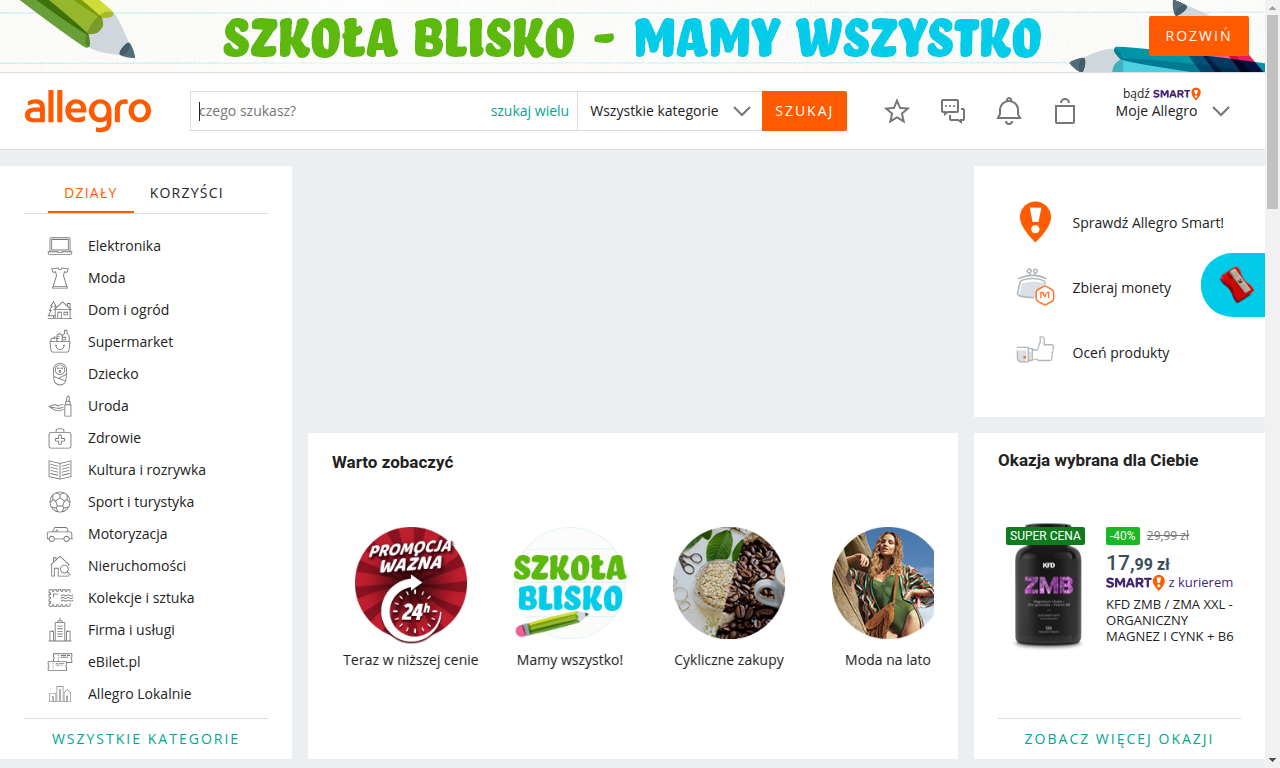 SZKOŁA BLISKO - MAMY WSZYSTKO
ROZWIŃ
allegro
czego szukasz?
szukaj wielu
Wszystkie kategorie
SZUKAJ
bądź SMART!
Moje Allegro
DZIAŁY
KORZYŚCI
Elektronika
Moda
Dom i ogród
Supermarket
Dziecko
Uroda
Zdrowie
Kultura i rozrywka
Sport i turystyka
Motoryzacja
Nieruchomości
Kolekcje i sztuka
Firma i usługi
eBilet.pl
Allegro Lokalnie
WSZYSTKIE KATEGORIE
Warto zobaczyć
PROMOCJA
WAŻNA
24h
Teraz w niższej cenie
SZKOŁA
BLISKO
Mamy wszystko!
Cykliczne zakupy
Moda na lato
Sprawdź Allegro Smart!
Zbieraj monety
Oceń produkty
Okazja wybrana dla Ciebie
SUPER CENA
KFD
ZMB
-40% 29,99 zł
17,99 zł
SMART! z kurierem
KFD ZMB / ZMA XXL -
ORGANICZNY
MAGNEZ I CYNK + B6
ZOBACZ WIĘCEJ OKAZJI